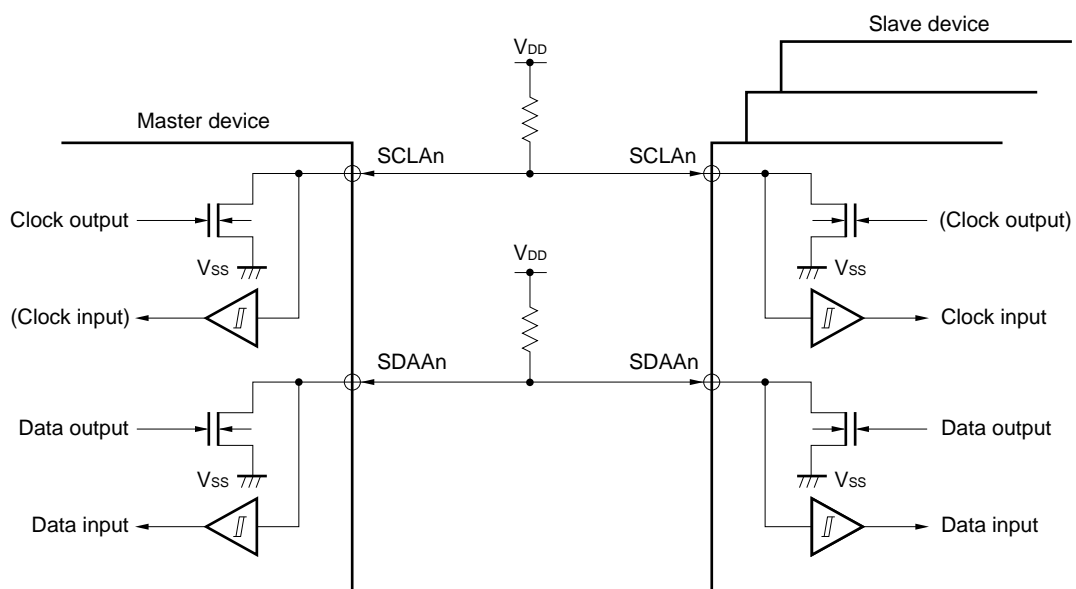 Slave device
VDD
Master device
SCLAn SCLAn
Clock output (Clock output)
VSS VSS
VDD
(Clock input) Clock input
SDAAn SDAAn
Data output Data output
VSS VSS
Data input Data input